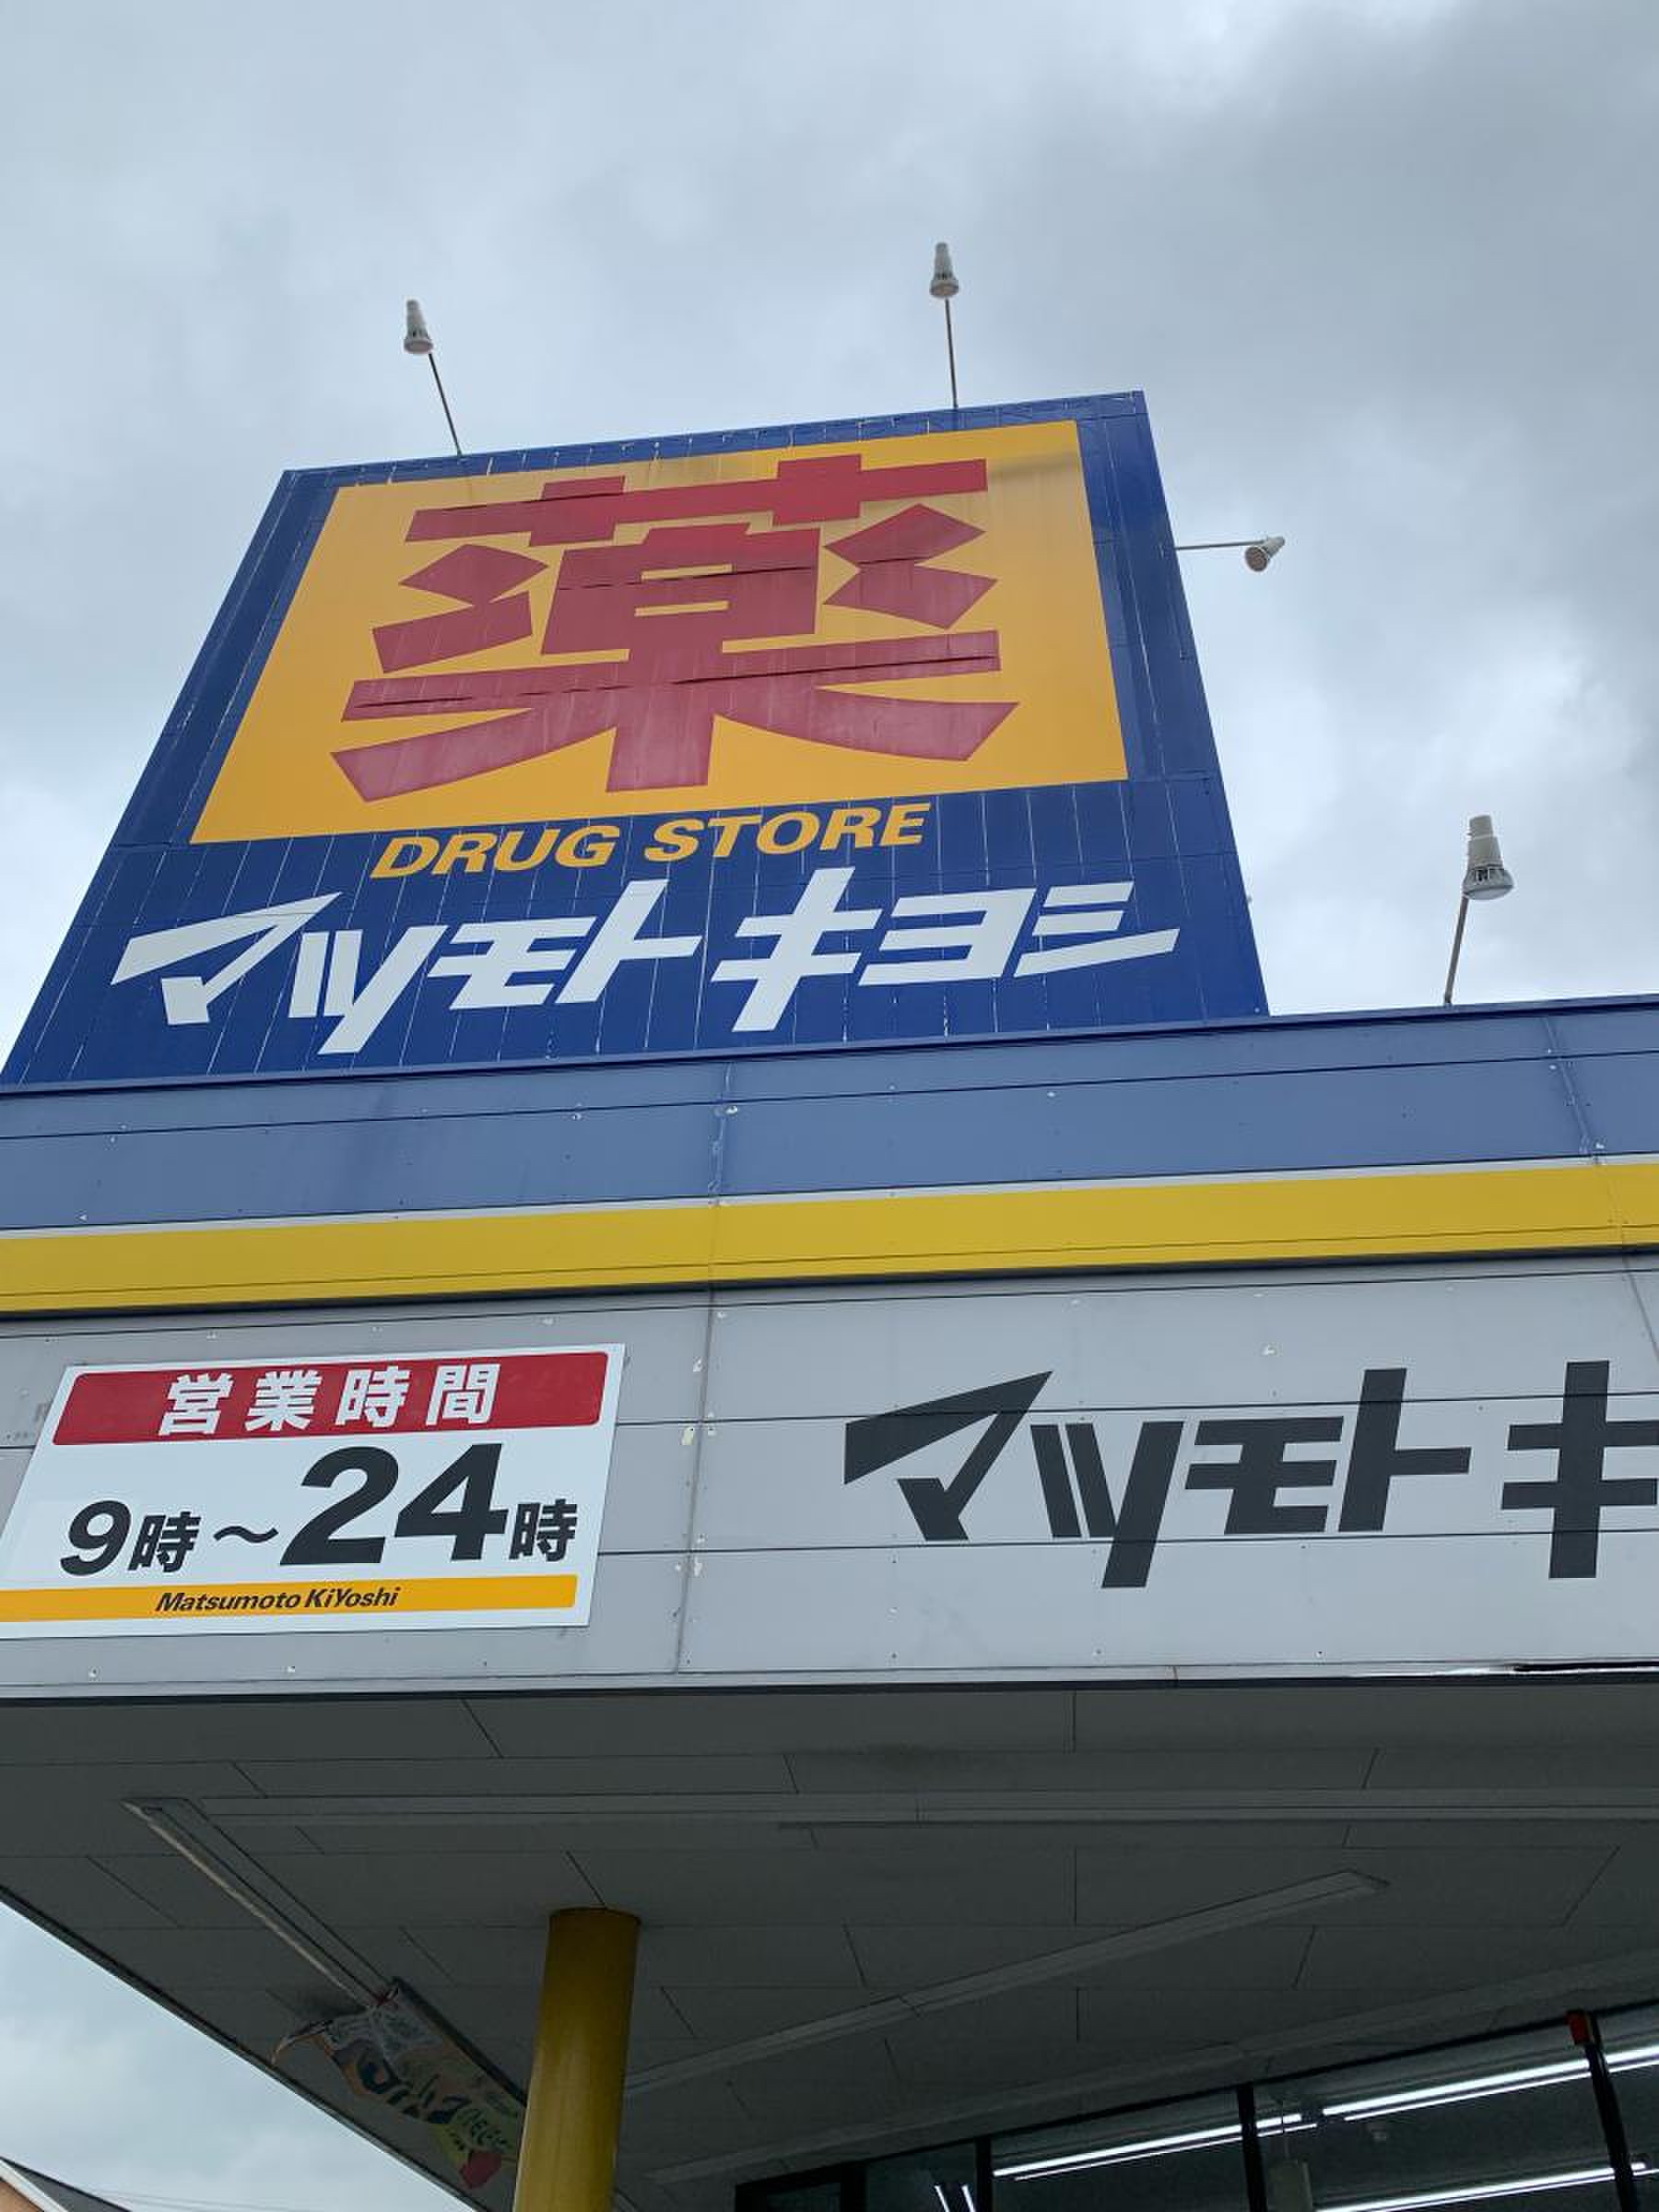 薬
DRUG STORE
マツモトキヨシ
営業時間
9時～24時
Matsumoto KiYoshi
マツモトキ